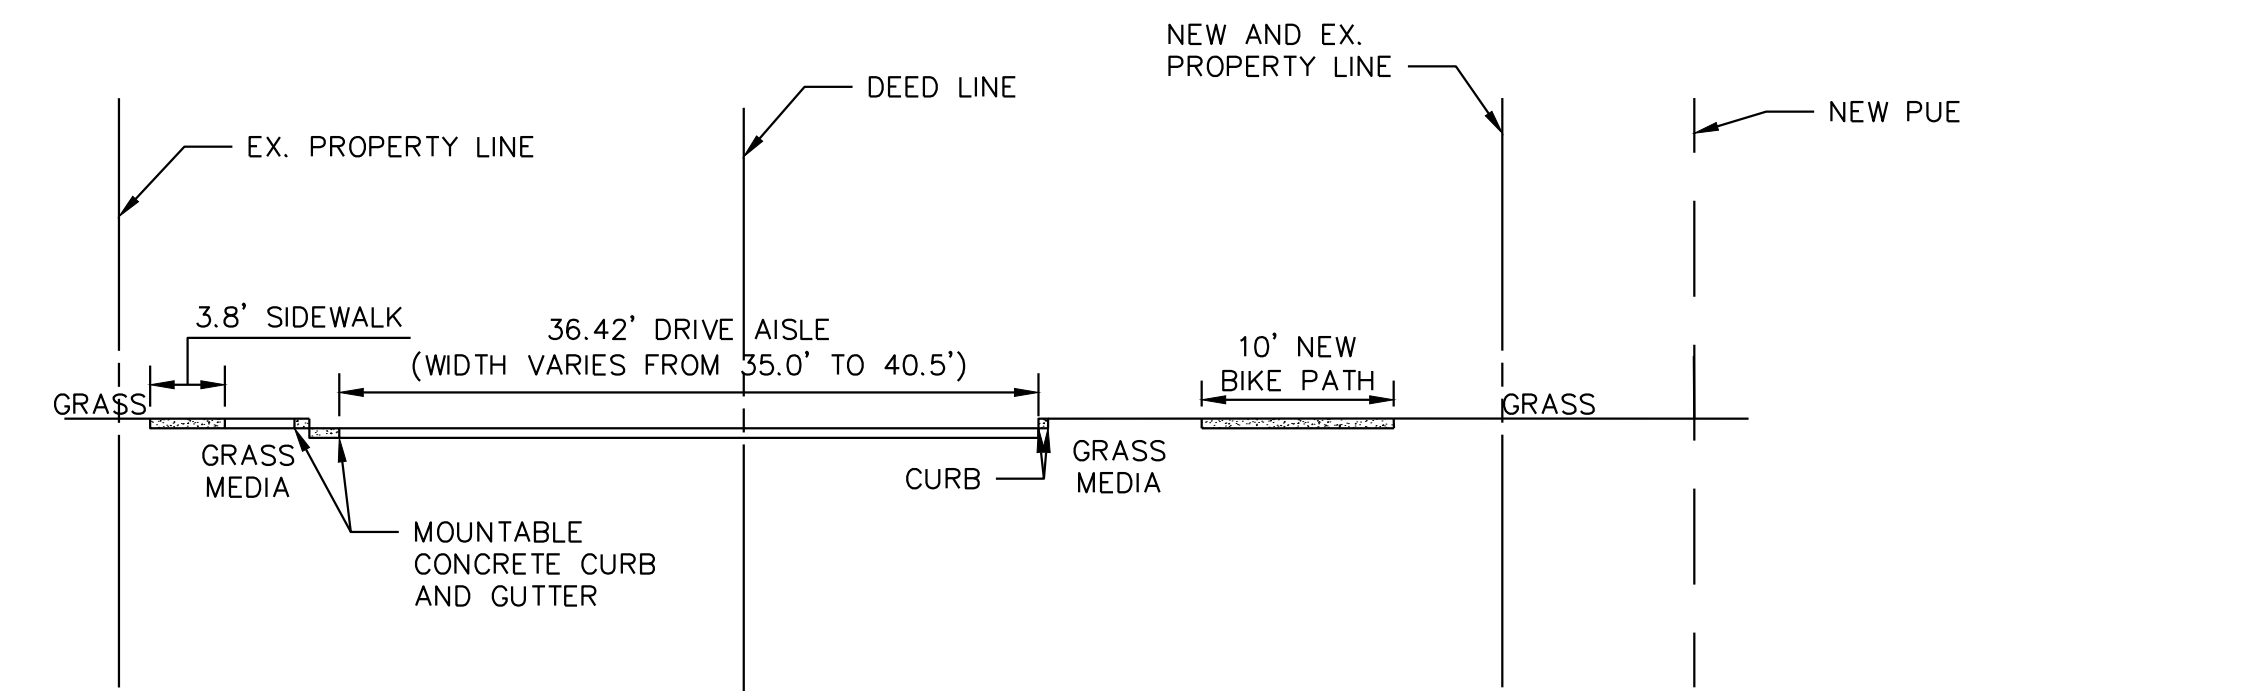 NEW AND EX.
PROPERTY LINE
DEED LINE
NEW PUE
EX. PROPERTY LINE
3.8' SIDEWALK
36.42' DRIVE AISLE
(WIDTH VARIES FROM 35.0' TO 40.5')
10' NEW
BIKE PATH
GRASS
GRASS
GRASS
MEDIA
CURB
GRASS
MEDIA
MOUNTABLE
CONCRETE CURB
AND GUTTER